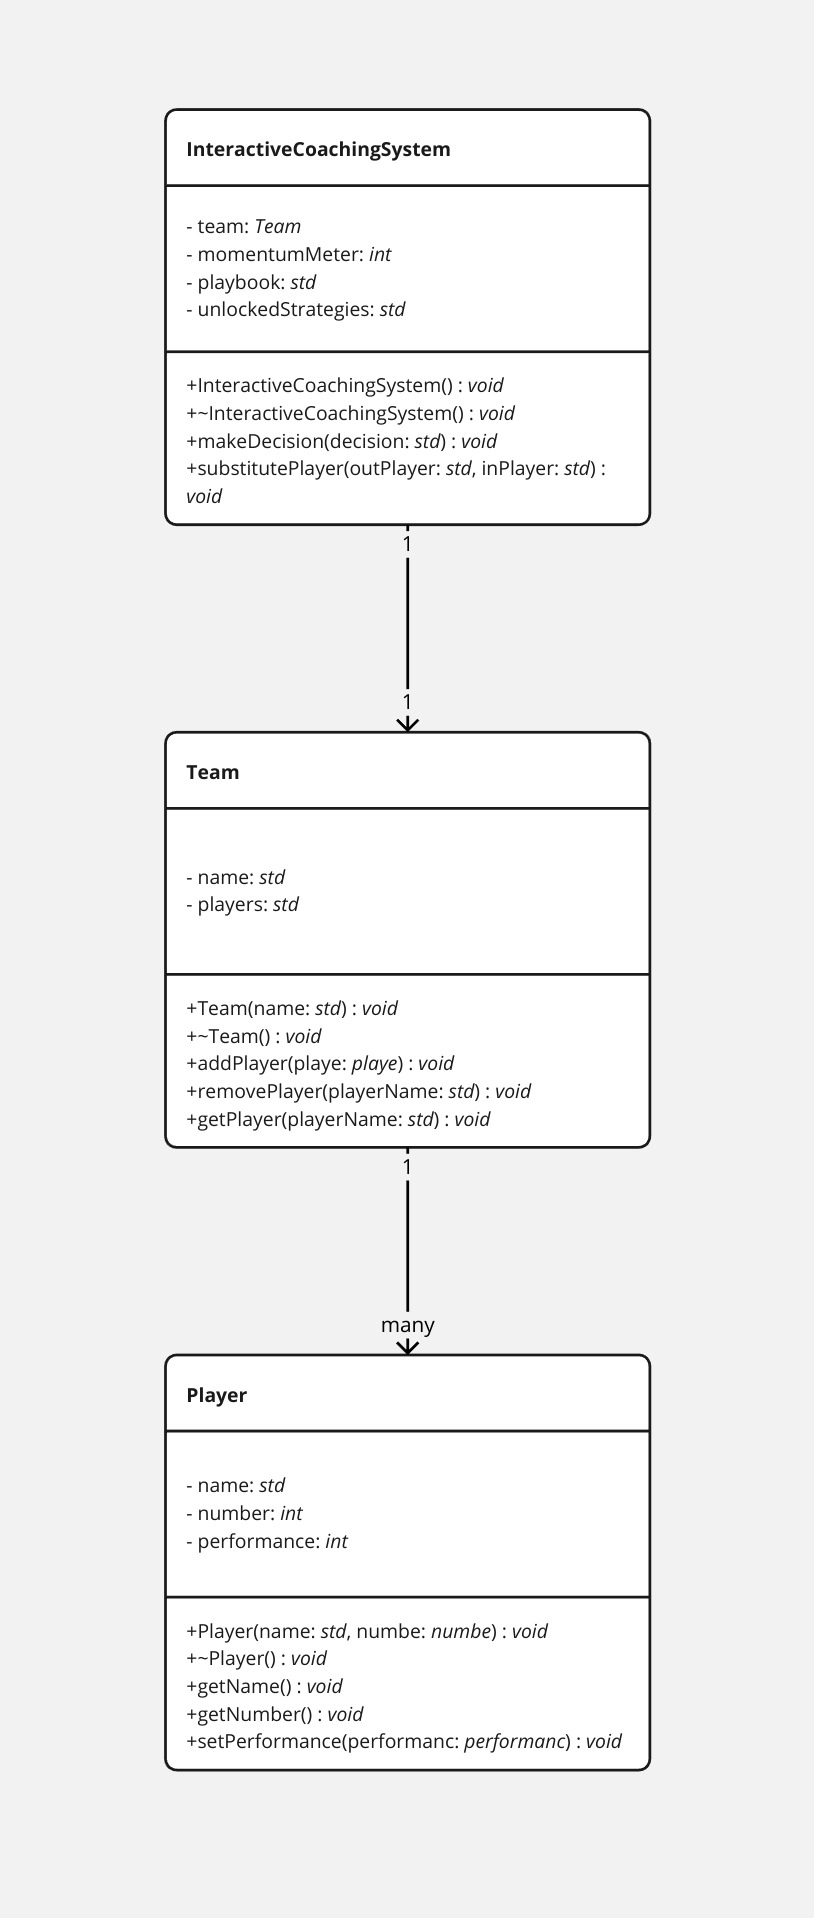 InteractiveCoachingSystem
- team: Team
- momentumMeter: int
- playbook: std
- unlockedStrategies: std
+InteractiveCoachingSystem() : void
+~InteractiveCoachingSystem() : void
+makeDecision(decision: std) : void
+substitutePlayer(outPlayer: std, inPlayer: std) :
void
1
1
Team
- name: std
- players: std
+Team(name: std) : void
+~Team() : void
+addPlayer(playe: playe) : void
+removePlayer(playerName: std) : void
+getPlayer(playerName: std) : void
1
many
Player
- name: std
- number: int
- performance: int
+Player(name: std, numbe: numbe) : void
+~Player() : void
+getName() : void
+getNumber() : void
+setPerformance(performanc: performanc) : void